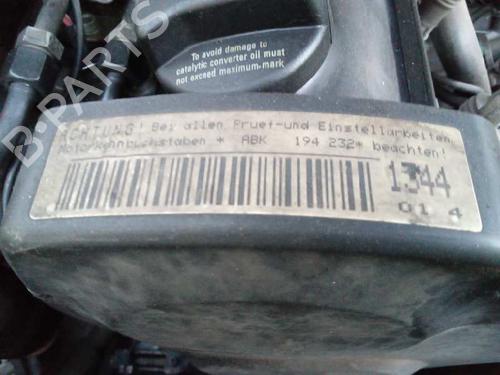 To avoid damage to
catalytic converter oil must
not exceed maximum.mark
ACHTUNG! Bei allen Pruef-und Einstellarbeiten
Motorkennbuchstaben * ABK 194 232* beachten!
1344
01 4
B-PARTS